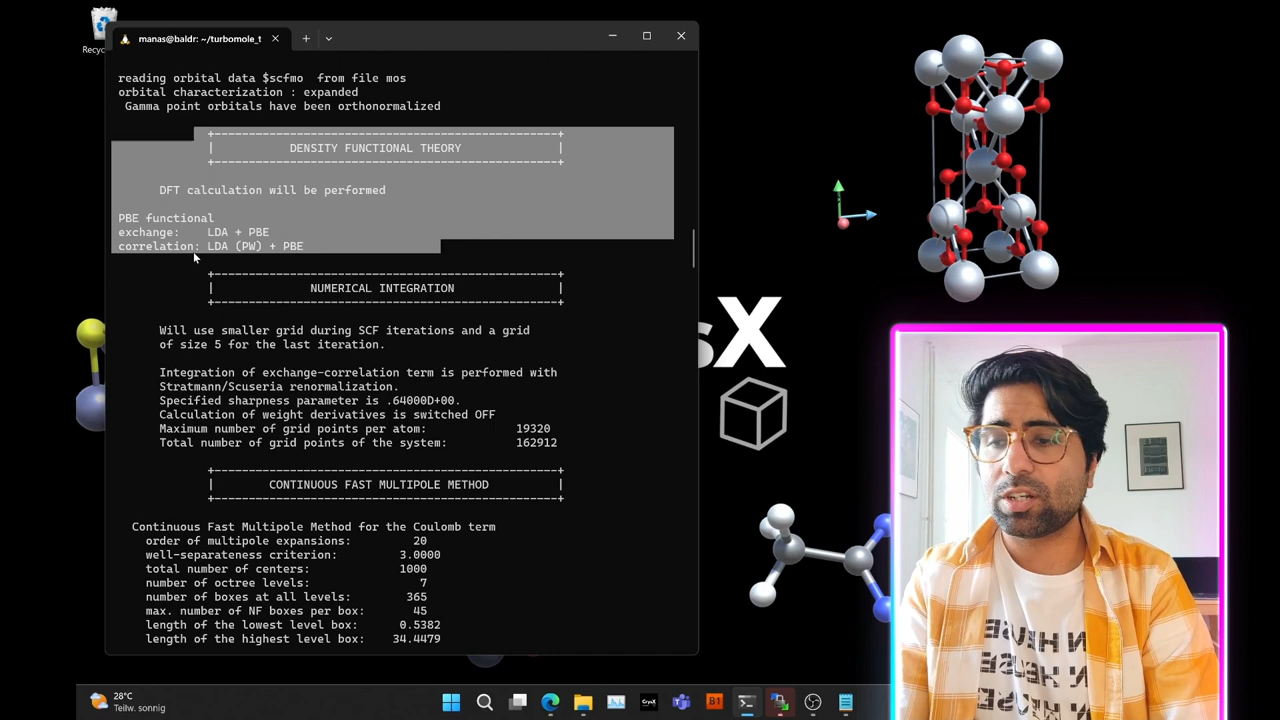 Recyc
manas@baldr: ~/turbomole_t
reading orbital data $scfmo  from file mos
orbital characterization : expanded
Gamma point orbitals have been orthonormalized
+--------------------------------------------------+
| DENSITY FUNCTIONAL THEORY |
+--------------------------------------------------+
DFT calculation will be performed
PBE functional
exchange:    LDA + PBE
correlation: LDA (PW) + PBE
+--------------------------------------------------+
| NUMERICAL INTEGRATION |
+--------------------------------------------------+
Will use smaller grid during SCF iterations and a grid
of size 5 for the last iteration.
Integration of exchange-correlation term is performed with
Stratmann/Scuseria renormalization.
Specified sharpness parameter is .64000D+00.
Calculation of weight derivatives is switched OFF
Maximum number of grid points per atom: 19320
Total number of grid points of the system: 162912
+--------------------------------------------------+
| CONTINUOUS FAST MULTIPOLE METHOD |
+--------------------------------------------------+
Continuous Fast Multipole Method for the Coulomb term
order of multipole expansions: 20
well-separateness criterion: 3.0000
total number of centers: 1000
number of octree levels: 7
number of boxes at all levels: 365
max. number of NF boxes per box: 45
length of the lowest level box: 0.5382
length of the highest level box: 34.4479
sX
28°C
Teilw. sonnig
CrysX
B1